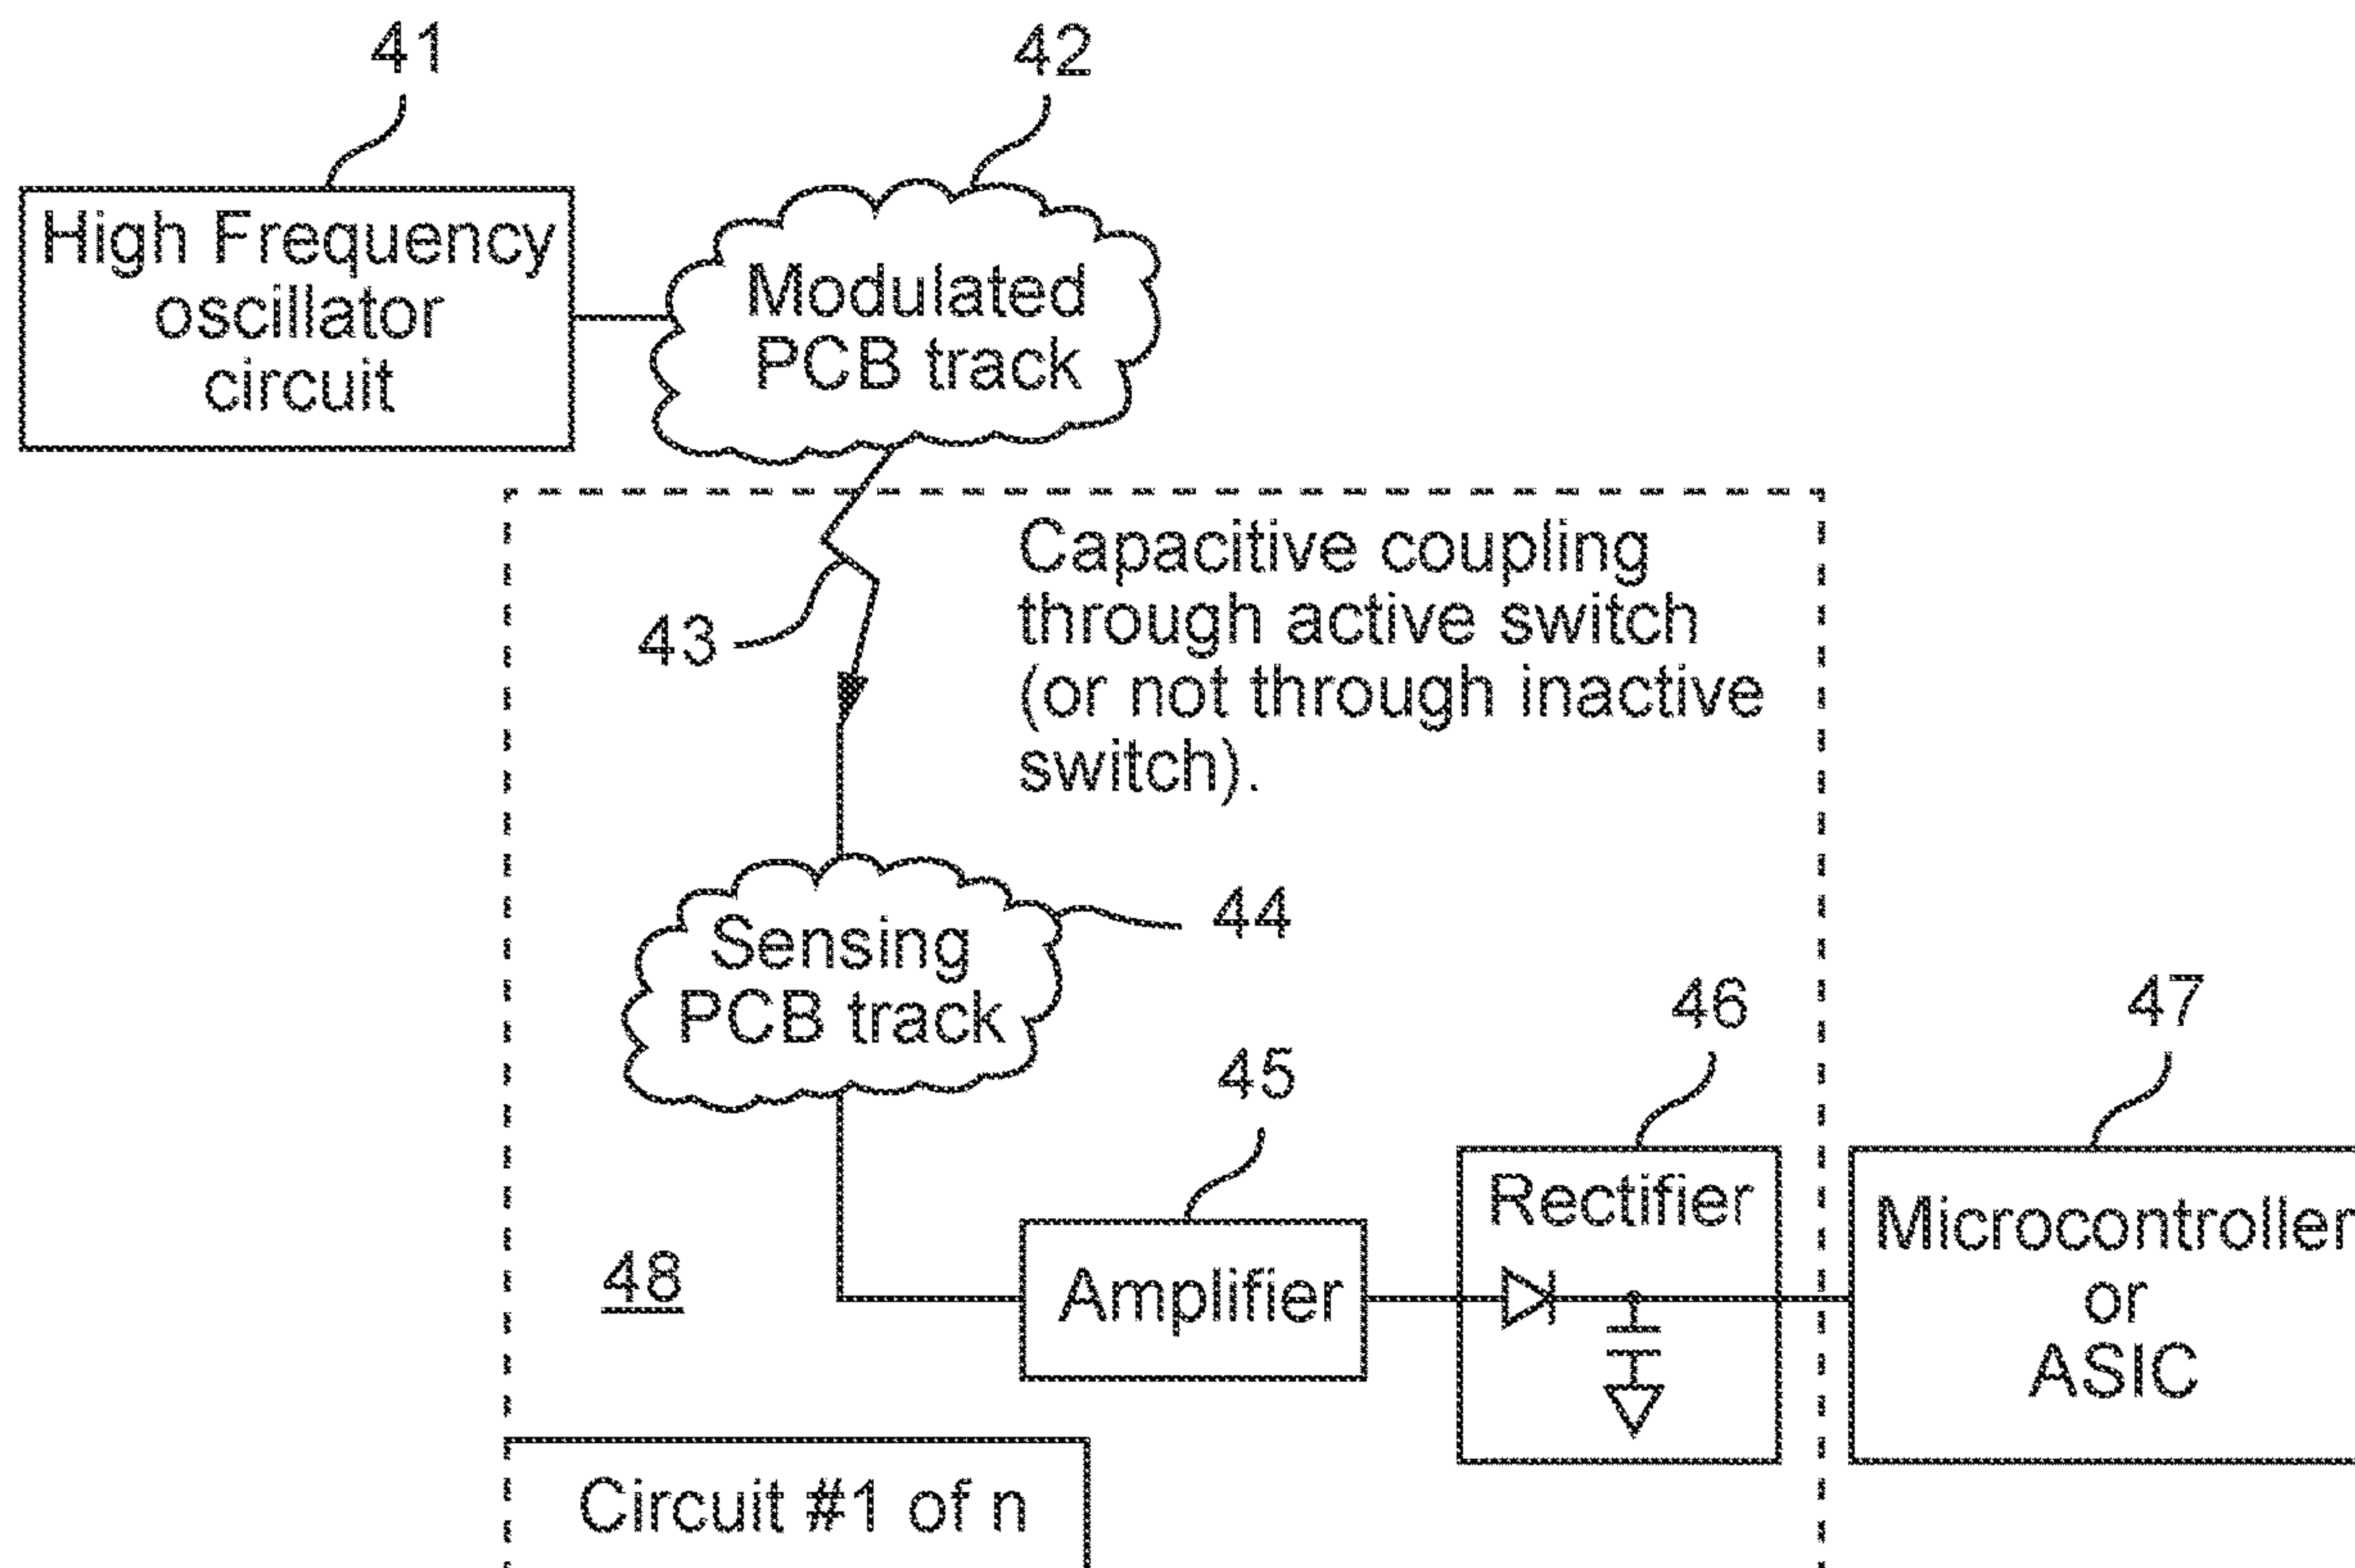 41
42
High Frequency
oscillator
circuit
Modulated
PCB track
Capacitive coupling
through active switch
(or not through inactive
switch).
43
Sensing
PCB track
44
45
46
47
Rectifier
Microcontroller
or
ASIC
Amplifier
48
Circuit #1 of n